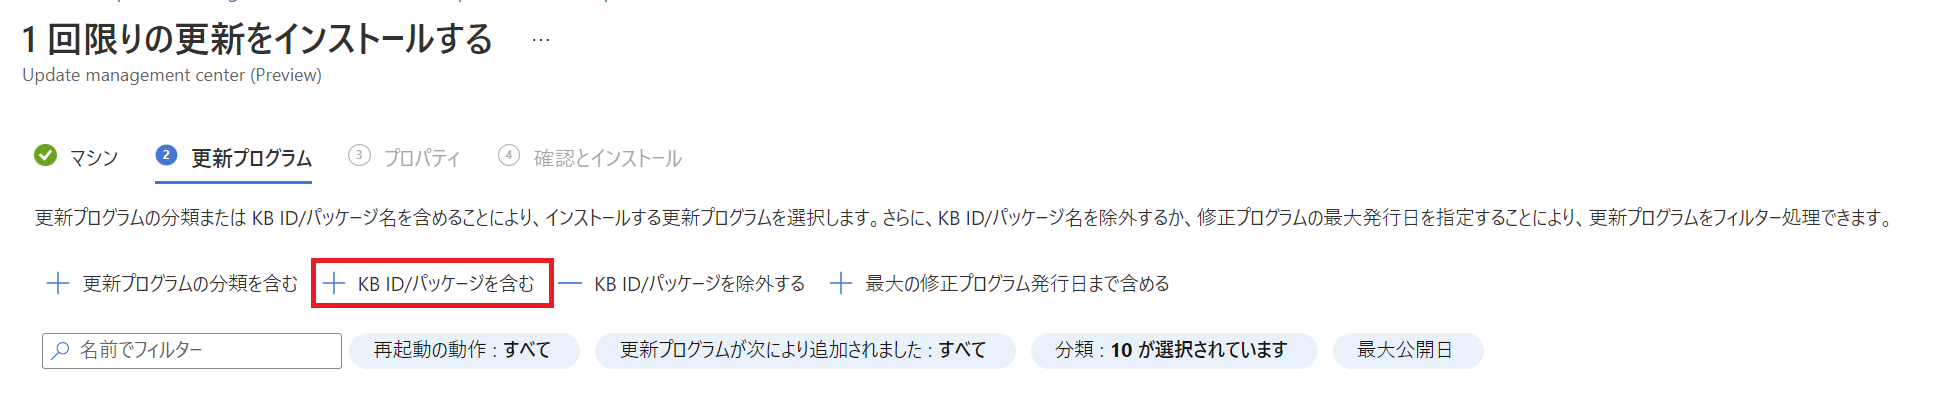 1 回限りの更新をインストールする ...
Update management center (Preview)
マシン 2 更新プログラム 3 プロパティ 4 確認とインストール
更新プログラムの分類または KB ID/パッケージ名を含めることにより、インストールする更新プログラムを選択します。さらに、KB ID/パッケージ名を除外するか、修正プログラムの最大発行日を指定することにより、更新プログラムをフィルター処理できます。
更新プログラムの分類を含む KB ID/パッケージを含む KB ID/パッケージを除外する 最大の修正プログラム発行日まで含める
名前でフィルター 再起動の動作 : すべて 更新プログラムが次により追加されました : すべて 分類 : 10 が選択されています 最大公開日